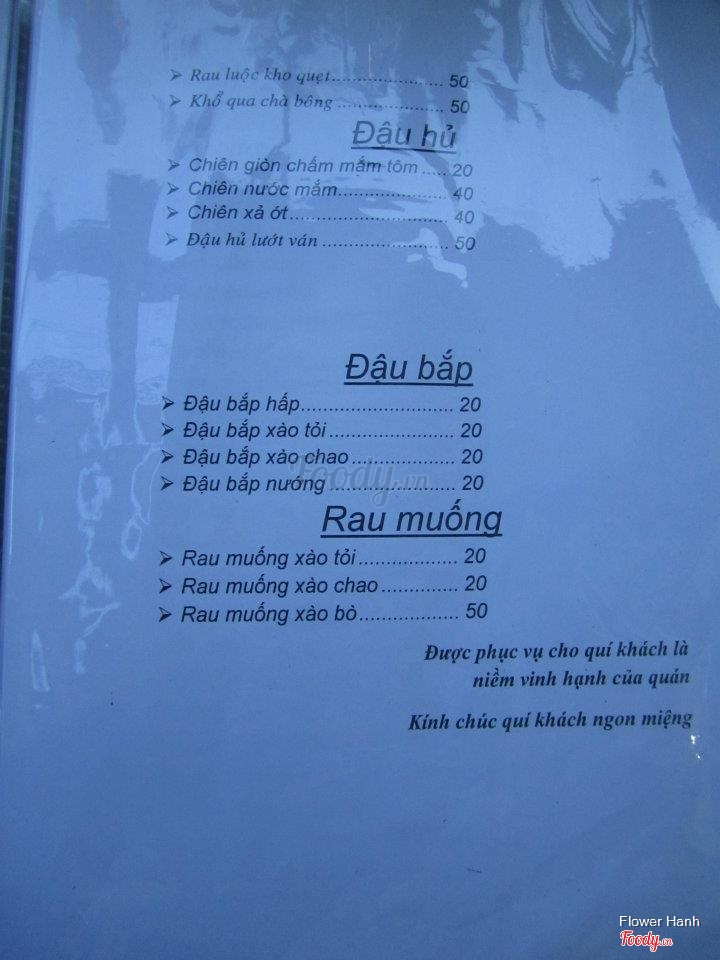 ➢ Rau luộc kho quẹt.................... 50
➢ Khổ qua chà bông ................... 50
Đậu hủ
➢ Chiên giòn chấm mắm tôm ..... 20
➢ Chiên nước mắm.................... 40
➢ Chiên xả ớt............................. 40
➢ Đậu hủ lướt ván ....................... 50
Đậu bắp
➢ Đậu bắp hấp............................ 20
➢ Đậu bắp xào tỏi ....................... 20
➢ Đậu bắp xào chao ................... 20
➢ Đậu bắp nướng ....................... 20
Foody.vn
Rau muống
➢ Rau muống xào tỏi .................. 20
➢ Rau muống xào chao .............. 20
➢ Rau muống xào bò .................. 50
Được phục vụ cho quí khách là
niềm vinh hạnh của quán
Kính chúc quí khách ngon miệng
Flower Hanh
Foody.vn